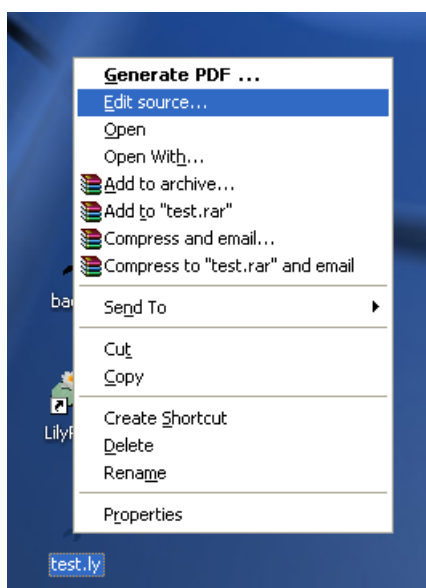 Generate PDF ...
Edit source...
Open
Open With...
Add to archive...
Add to "test.rar"
Compress and email...
Compress to "test.rar" and email
Send To
Cut
Copy
Create Shortcut
Delete
Rename
Properties
test.ly